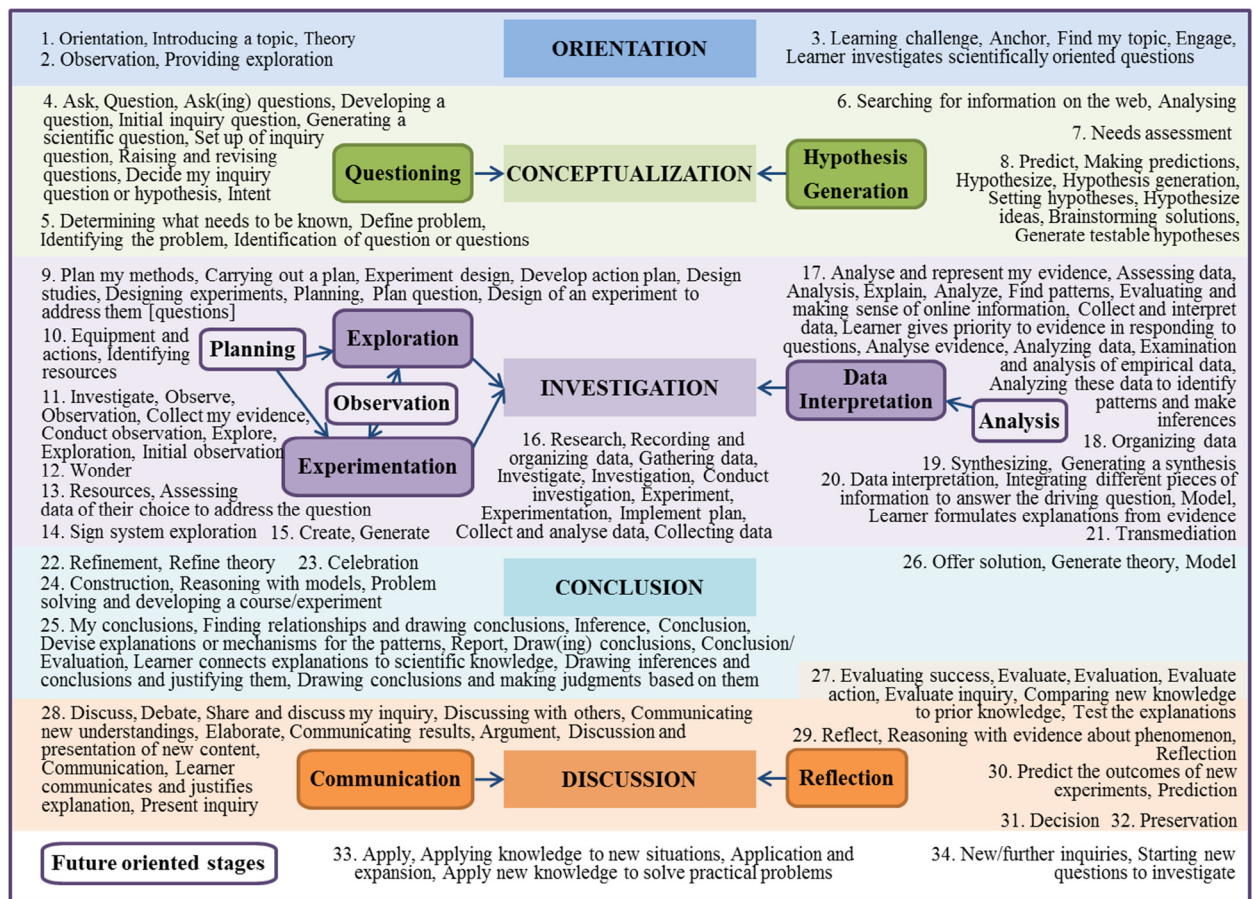 1. Orientation, Introducing a topic, Theory
2. Observation, Providing exploration
ORIENTATION
3. Learning challenge, Anchor, Find my topic, Engage,
Learner investigates scientifically oriented questions
4. Ask, Question, Ask(ing) questions, Developing a
question, Initial inquiry question, Generating a
scientific question, Set up of inquiry
question, Raising and revising
questions, Decide my inquiry
question or hypothesis, Intent
5. Determining what needs to be known, Define problem,
Identifying the problem, Identification of question or questions
Questioning
CONCEPTUALIZATION
Hypothesis
Generation
6. Searching for information on the web, Analysing
7. Needs assessment
8. Predict, Making predictions,
Hypothesize, Hypothesis generation,
Setting hypotheses, Hypothesize
ideas, Brainstorming solutions,
Generate testable hypotheses
9. Plan my methods, Carrying out a plan, Experiment design, Develop action plan, Design
studies, Designing experiments, Planning, Plan question, Design of an experiment to
address them [questions]
10. Equipment and
actions, Identifying
resources
Planning
Exploration
Observation
Experimentation
11. Investigate, Observe,
Observation, Collect my evidence,
Conduct observation, Explore,
Exploration, Initial observation
12. Wonder
13. Resources, Assessing
data of their choice to address the question
14. Sign system exploration
15. Create, Generate
INVESTIGATION
16. Research, Recording and
organizing data, Gathering data,
Investigate, Investigation, Conduct
investigation, Experiment,
Experimentation, Implement plan,
Collect and analyse data, Collecting data
17. Analyse and represent my evidence, Assessing data,
Analysis, Explain, Analyze, Find patterns, Evaluating and
making sense of online information, Collect and interpret
data, Learner gives priority to evidence in responding to
questions, Analyse evidence, Analyzing data, Examination
and analysis of empirical data,
Analyzing these data to identify
patterns and make
inferences
Data
Interpretation
Analysis
18. Organizing data
19. Synthesizing, Generating a synthesis
20. Data interpretation, Integrating different pieces of
information to answer the driving question, Model,
Learner formulates explanations from evidence
21. Transmediation
22. Refinement, Refine theory
23. Celebration
24. Construction, Reasoning with models, Problem
solving and developing a course/experiment
CONCLUSION
25. My conclusions, Finding relationships and drawing conclusions, Inference, Conclusion,
Devise explanations or mechanisms for the patterns, Report, Draw(ing) conclusions, Conclusion/
Evaluation, Learner connects explanations to scientific knowledge, Drawing inferences and
conclusions and justifying them, Drawing conclusions and making judgments based on them
26. Offer solution, Generate theory, Model
27. Evaluating success, Evaluate, Evaluation, Evaluate
action, Evaluate inquiry, Comparing new knowledge
to prior knowledge, Test the explanations
28. Discuss, Debate, Share and discuss my inquiry, Discussing with others, Communicating
new understandings, Elaborate, Communicating results, Argument, Discussion and
presentation of new content,
Communication, Learner
communicates and justifies
explanation, Present inquiry
Communication
DISCUSSION
Reflection
29. Reflect, Reasoning with evidence about phenomenon,
Reflection
30. Predict the outcomes of new
experiments, Prediction
31. Decision
32. Preservation
Future oriented stages
33. Apply, Applying knowledge to new situations, Application and
expansion, Apply new knowledge to solve practical problems
34. New/further inquiries, Starting new
questions to investigate